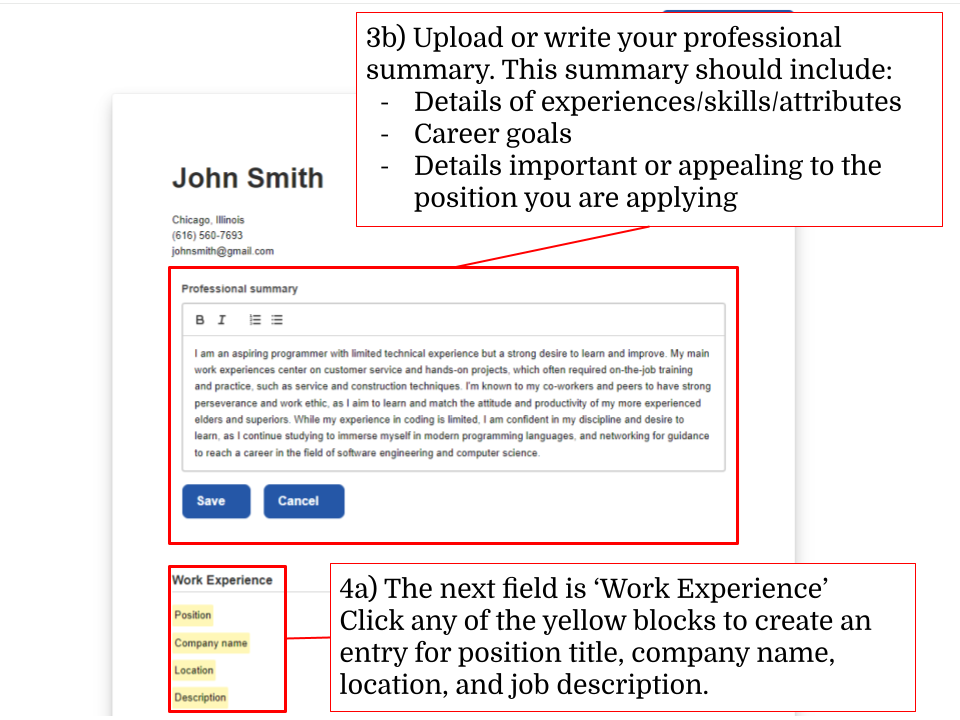 3b) Upload or write your professional
summary. This summary should include:
- Details of experiences/skills/attributes
- Career goals
- Details important or appealing to the
position you are applying
John Smith
Chicago, Illinois
(616) 560-7693
johnsmith@gmail.com
Professional summary
B I
I am an aspiring programmer with limited technical experience but a strong desire to learn and improve. My main
work experiences center on customer service and hands-on projects, which often required on-the-job training
and practice, such as service and construction techniques. I'm known to my co-workers and peers to have strong
perseverance and work ethic, as I aim to learn and match the attitude and productivity of my more experienced
elders and superiors. While my experience in coding is limited, I am confident in my discipline and desire to
learn, as I continue studying to immerse myself in modern programming languages, and networking for guidance
to reach a career in the field of software engineering and computer science.
Save Cancel
Work Experience
Position
Company name
Location
Description
4a) The next field is ‘Work Experience’
Click any of the yellow blocks to create an
entry for position title, company name,
location, and job description.